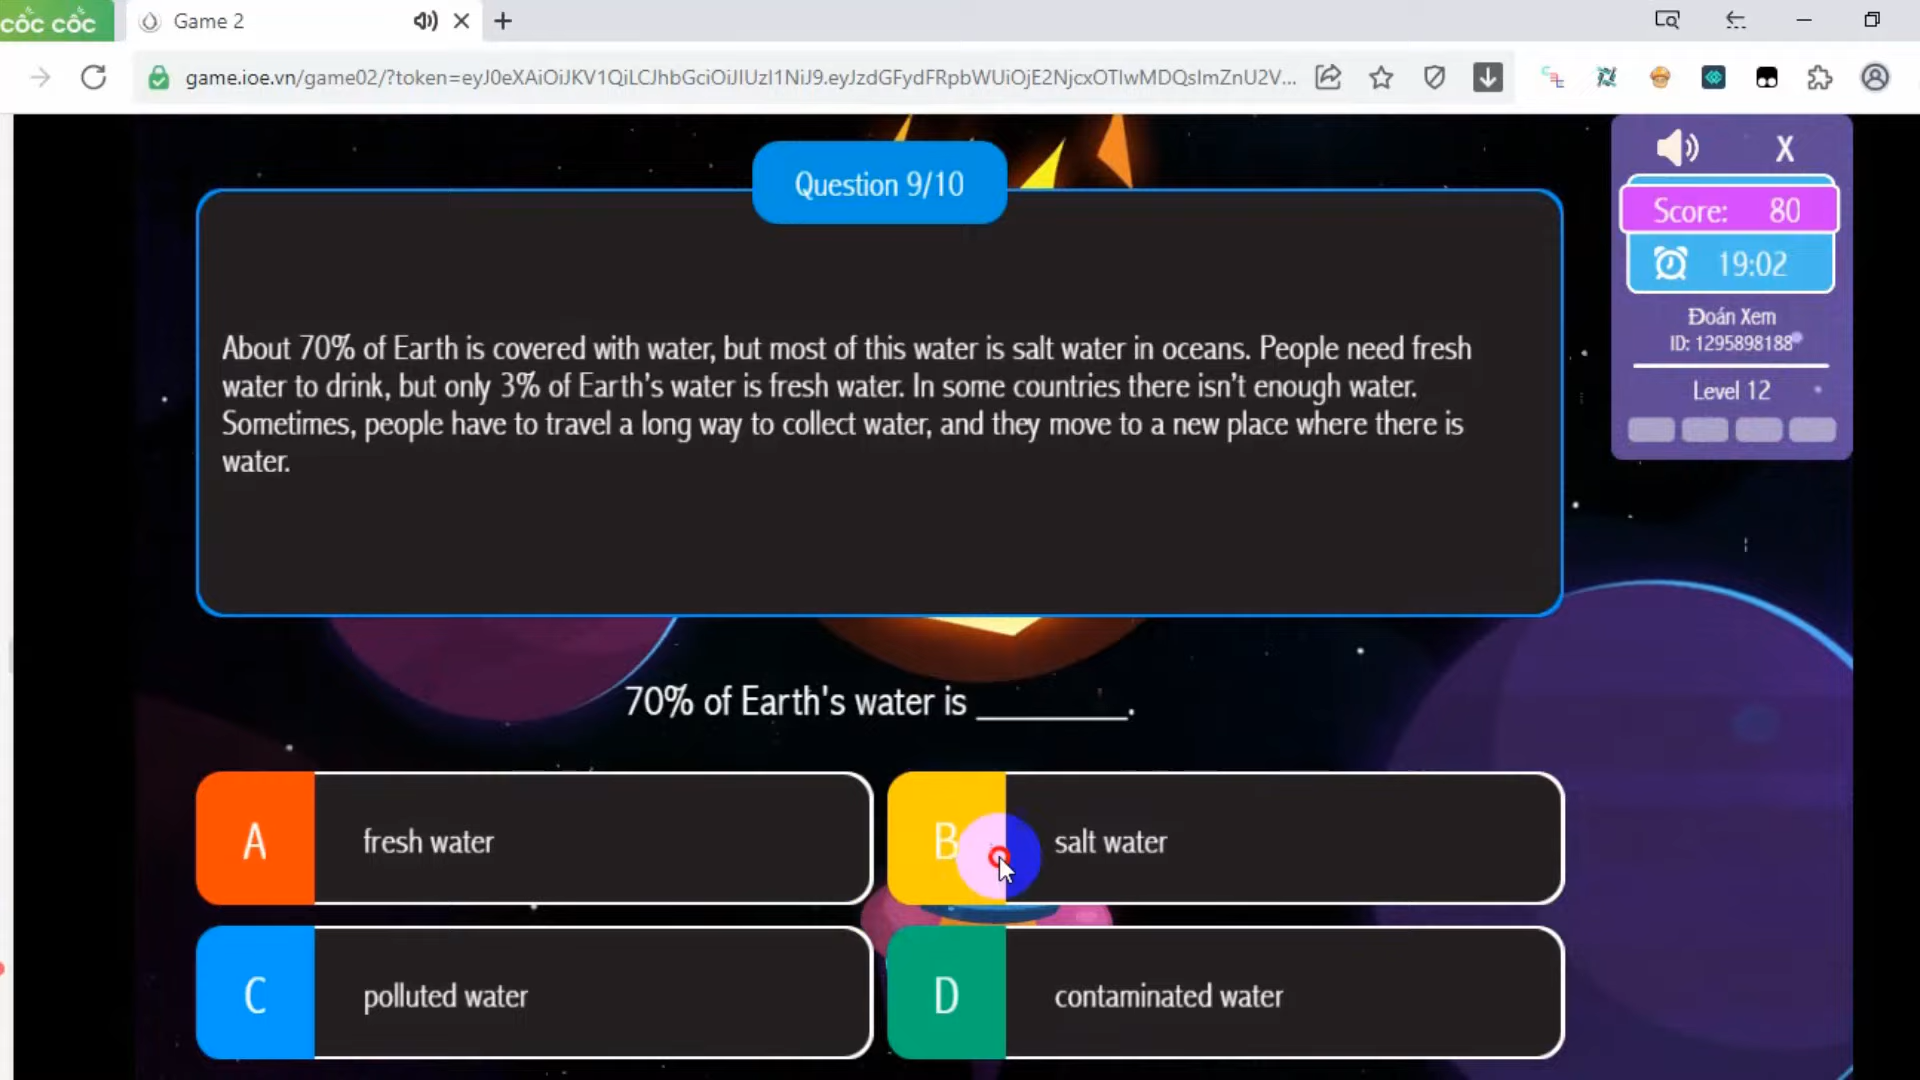 cốc cốc
Game 2
game.ioe.vn/game02/?token=eyJ0eXAiOiJKV1QiLCJhbGciOiJIUzI1NiJ9.eyJzdGFydFRpbWUiOjE2NjcxOTIwMDQsImZnU2V...
Question 9/10
Score: 80
19:02
Đoán Xem
ID: 1295898188
Level 12
About 70% of Earth is covered with water, but most of this water is salt water in oceans. People need fresh
water to drink, but only 3% of Earth's water is fresh water. In some countries there isn't enough water.
Sometimes, people have to travel a long way to collect water, and they move to a new place where there is
water.
70% of Earth's water is ________.
A fresh water
B salt water
C polluted water
D contaminated water